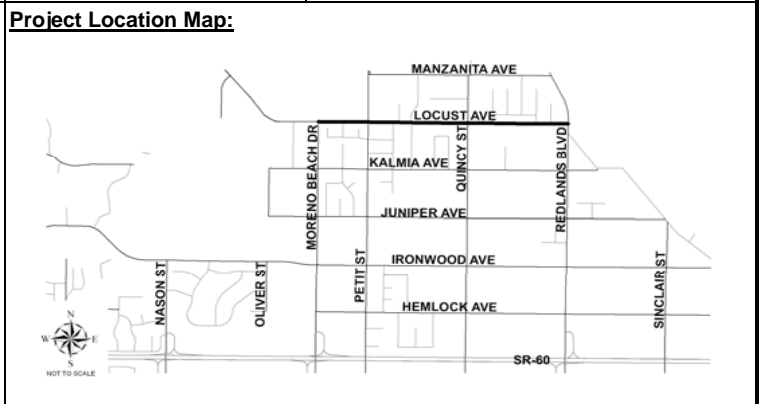 Project Location Map:
MANZANITA AVE
LOCUST AVE
MORENO BEACH DR
QUINCY ST
REDLANDS BLVD
KALMIA AVE
JUNIPER AVE
PETIT ST
IRONWOOD AVE
NASON ST
OLIVER ST
SINCLAIR ST
HEMLOCK AVE
SR-60
N
W
E
S
NOT TO SCALE